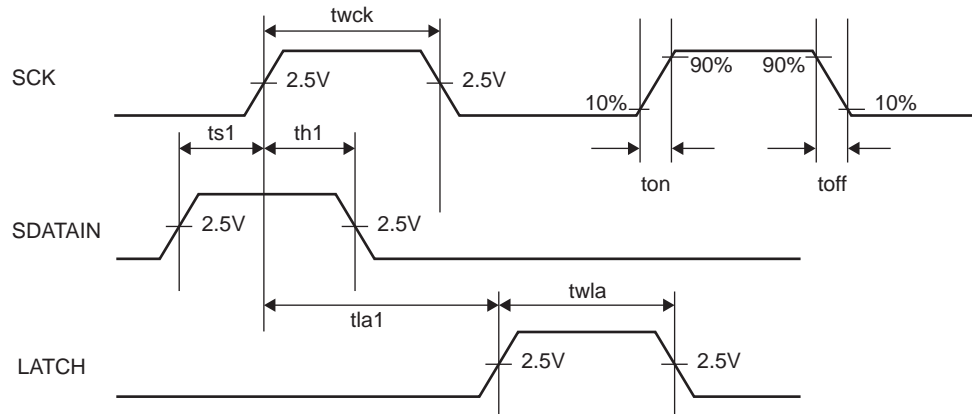 twck
SCK
2.5V
2.5V
10%
90%
90%
10%
ts1
th1
ton
toff
SDATAIN
2.5V
2.5V
tla1
twla
LATCH
2.5V
2.5V